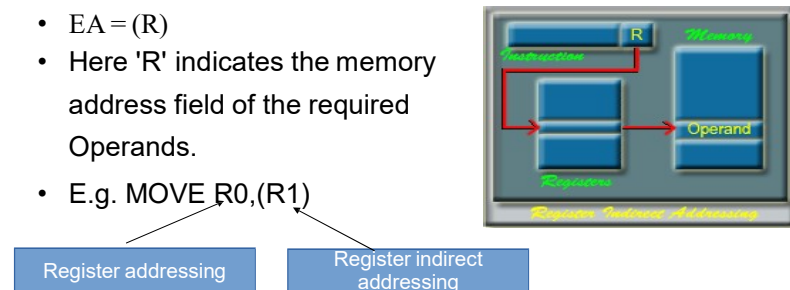 • EA = (R)
• Here 'R' indicates the memory
address field of the required
Operands.
• E.g. MOVE R0,(R1)
Register addressing
Register indirect
addressing
R
Instruction
Memory
Operand
Registers
Register Indirect Addressing